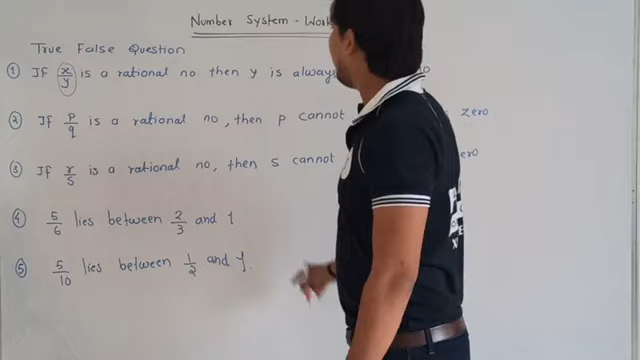 Number System - Work
True False Question
① If x/y is a rational no then y is always
② If p/q is a rational no, then p cannot zero
③ If r/s is a rational no, then s cannot
④ 5/6 lies between 2/3 and 1
⑤ 5/10 lies between 1/2 and 1.